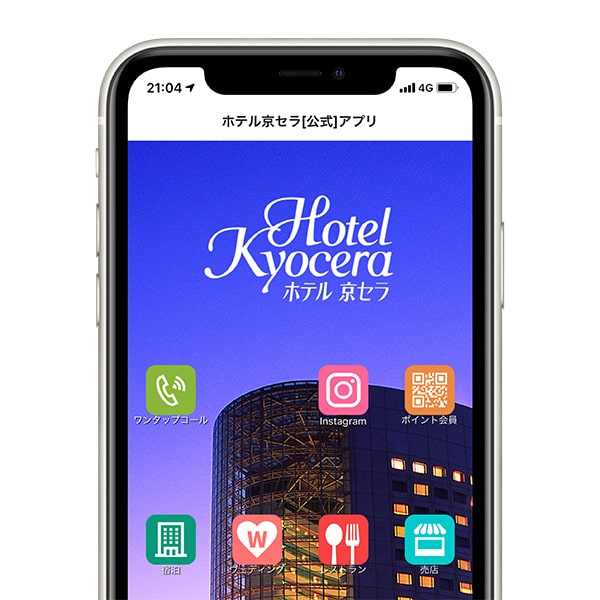 21:04
4G
ホテル京セラ[公式]アプリ
Hotel
Kyocera
ホテル 京セラ
ワンタップコール
Instagram
ポイント会員
W
宿泊
ウェディング
レストラン
売店